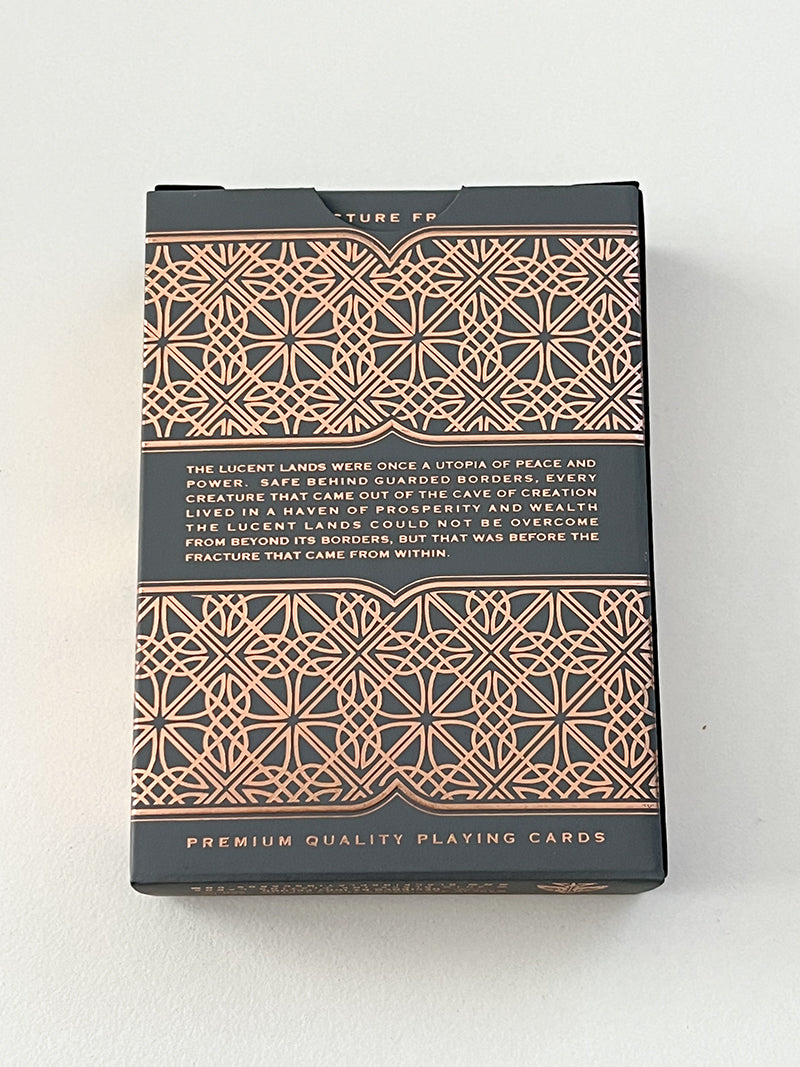 THE LUCENT LANDS WERE ONCE A UTOPIA OF PEACE AND
POWER.  SAFE BEHIND GUARDED BORDERS, EVERY
CREATURE THAT CAME OUT OF THE CAVE OF CREATION
LIVED IN A HAVEN OF PROSPERITY AND WEALTH
THE LUCENT LANDS COULD NOT BE OVERCOME
FROM BEYOND ITS BORDERS, BUT THAT WAS BEFORE THE
FRACTURE THAT CAME FROM WITHIN.
PREMIUM QUALITY PLAYING CARDS